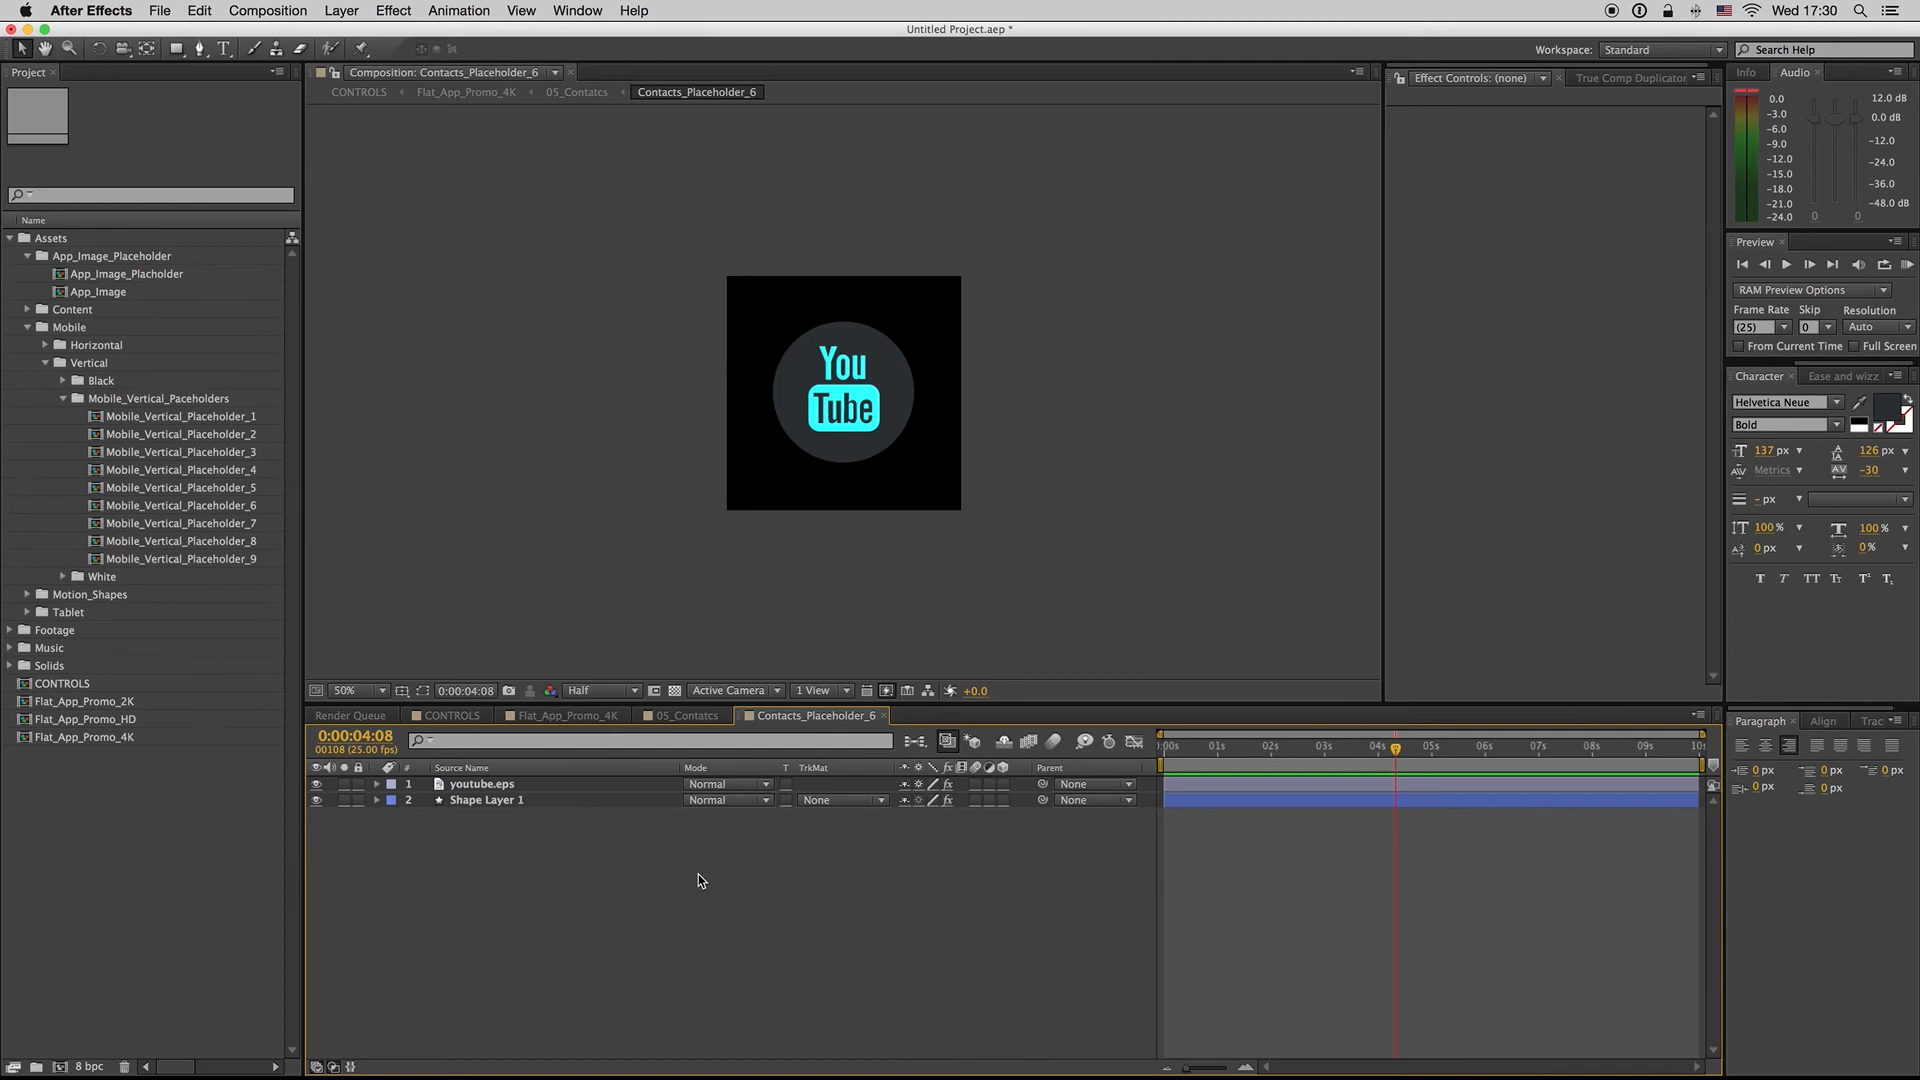 After Effects File Edit Composition Layer Effect Animation View Window Help Wed 17:30
Untitled Project.aep *
Workspace: Standard Search Help
Project
Composition: Contacts_Placeholder_6
CONTROLS Flat_App_Promo_4K 05_Contatcs Contacts_Placeholder_6
Effect Controls: (none) True Comp Duplicator
Info Audio
Name
Assets
App_Image_Placeholder
App_Image_Placholder
App_Image
Content
Mobile
Horizontal
Vertical
Black
Mobile_Vertical_Paceholders
Mobile_Vertical_Placeholder_1
Mobile_Vertical_Placeholder_2
Mobile_Vertical_Placeholder_3
Mobile_Vertical_Placeholder_4
Mobile_Vertical_Placeholder_5
Mobile_Vertical_Placeholder_6
Mobile_Vertical_Placeholder_7
Mobile_Vertical_Placeholder_8
Mobile_Vertical_Placeholder_9
White
Motion_Shapes
Tablet
Footage
Music
Solids
CONTROLS
Flat_App_Promo_2K
Flat_App_Promo_HD
Flat_App_Promo_4K
8 bpc
You
Tube
50% 0:00:04:08 Half Active Camera 1 View +0.0
0.0 12.0 dB
-3.0 0.0 dB
-6.0
-9.0 -12.0
-12.0
-15.0 -24.0
-18.0 -36.0
-21.0 -48.0 dB
-24.0 0 0
Preview
RAM Preview Options
Frame Rate Skip Resolution
(25) 0 Auto
From Current Time Full Screen
Character Ease and wizz
Helvetica Neue
Bold
137 px 126 px
Metrics -30
- px
100 % 100 %
0 px 0 %
T T TT Tт T¹ T₁
Paragraph Align Trac
0 px 0 px 0 px
0 px 0 px
Render Queue CONTROLS Flat_App_Promo_4K 05_Contatcs Contacts_Placeholder_6
0:00:04:08
00108 (25.00 fps)
:00s 01s 02s 03s 04s 05s 06s 07s 08s 09s 10s
# Source Name Mode T TrkMat Parent
1 youtube.eps Normal None
2 Shape Layer 1 Normal None None